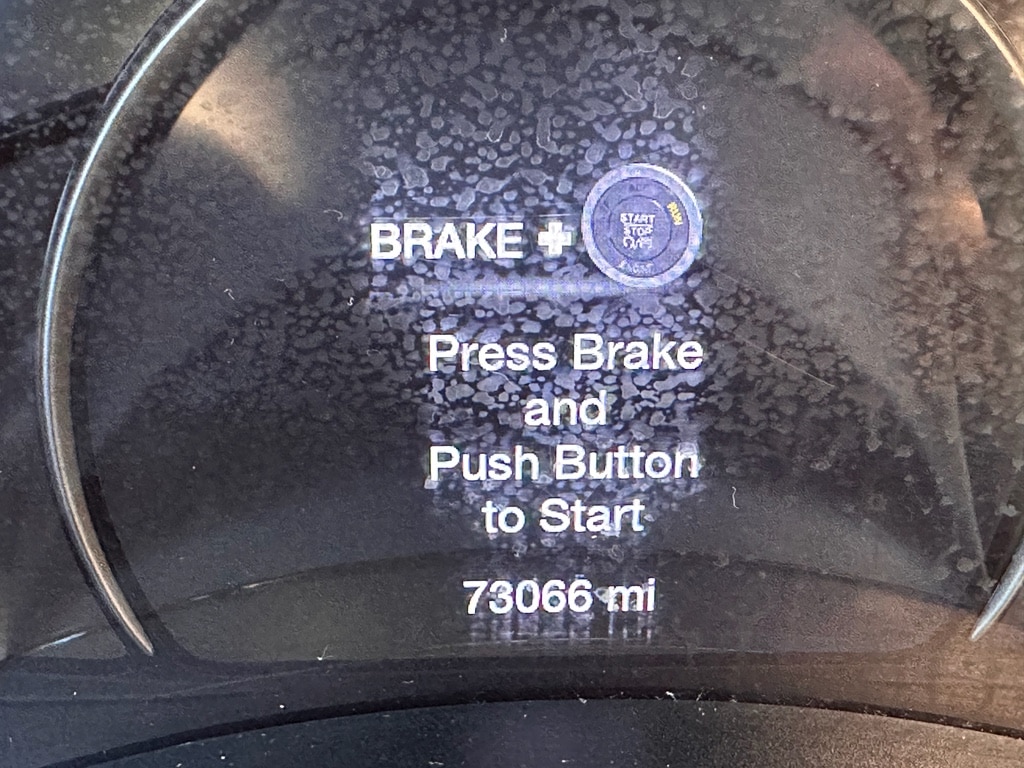 BRAKE +
RUN
START
STOP
Press Brake
and
Push Button
to Start
73066 mi